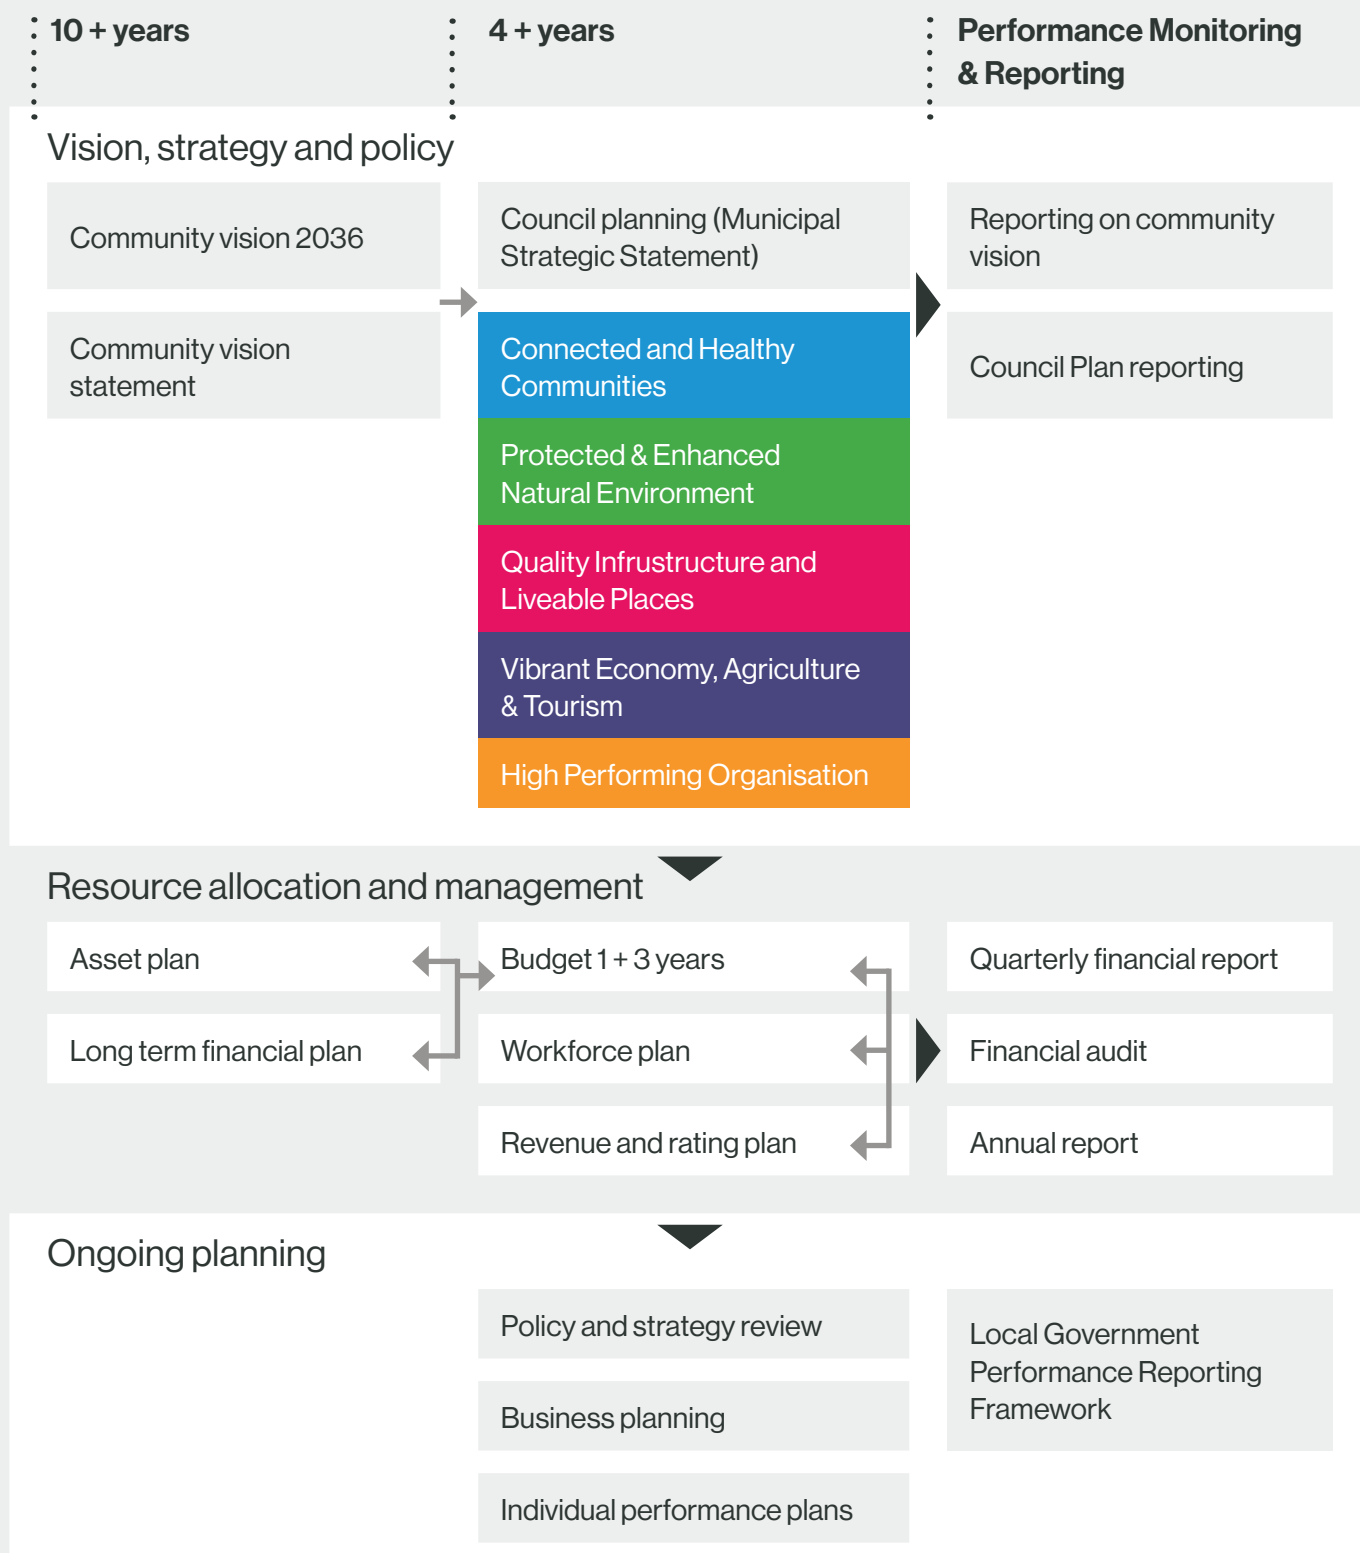 10 + years
4 + years
Performance Monitoring
& Reporting
Vision, strategy and policy
Community vision 2036
Community vision
statement
Council planning (Municipal
Strategic Statement)
Connected and Healthy
Communities
Protected & Enhanced
Natural Environment
Quality Infrustructure and
Liveable Places
Vibrant Economy, Agriculture
& Tourism
High Performing Organisation
Reporting on community
vision
Council Plan reporting
Resource allocation and management
Asset plan
Long term financial plan
Budget 1 + 3 years
Workforce plan
Revenue and rating plan
Quarterly financial report
Financial audit
Annual report
Ongoing planning
Policy and strategy review
Business planning
Individual performance plans
Local Government
Performance Reporting
Framework